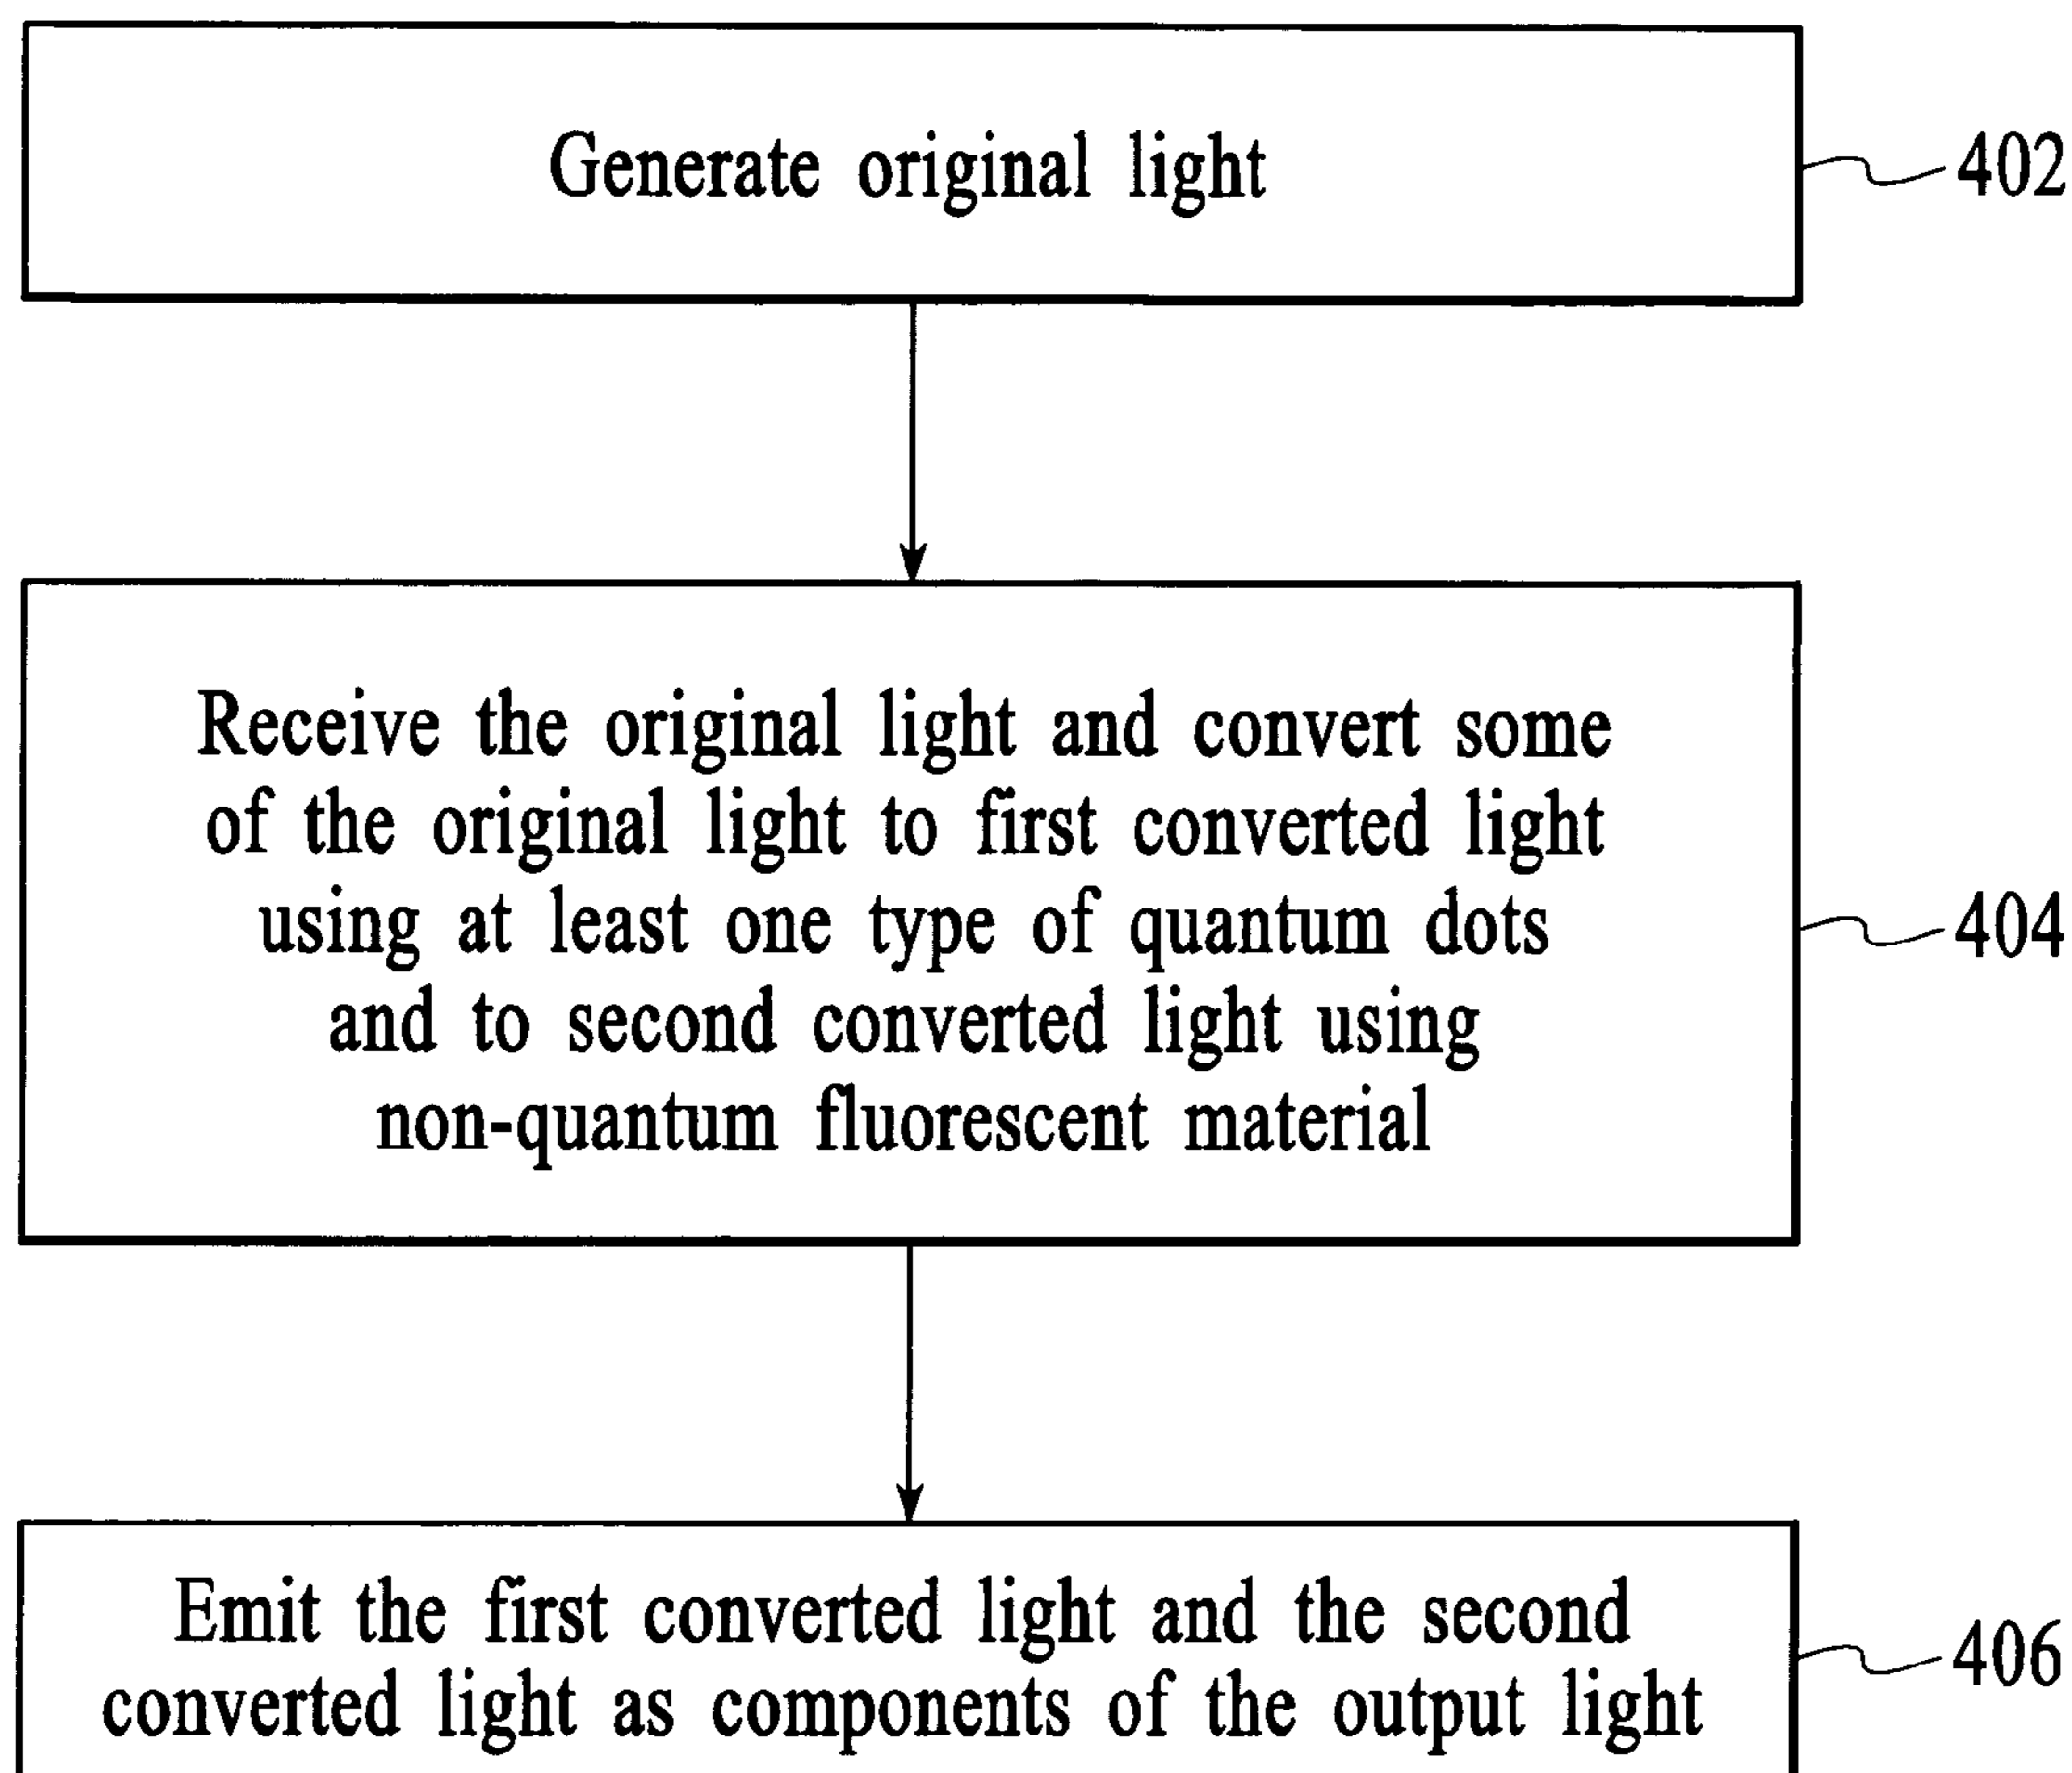 Generate original light
402
Receive the original light and convert some
of the original light to first converted light
using at least one type of quantum dots
and to second converted light using
non-quantum fluorescent material
404
Emit the first converted light and the second
converted light as components of the output light
406